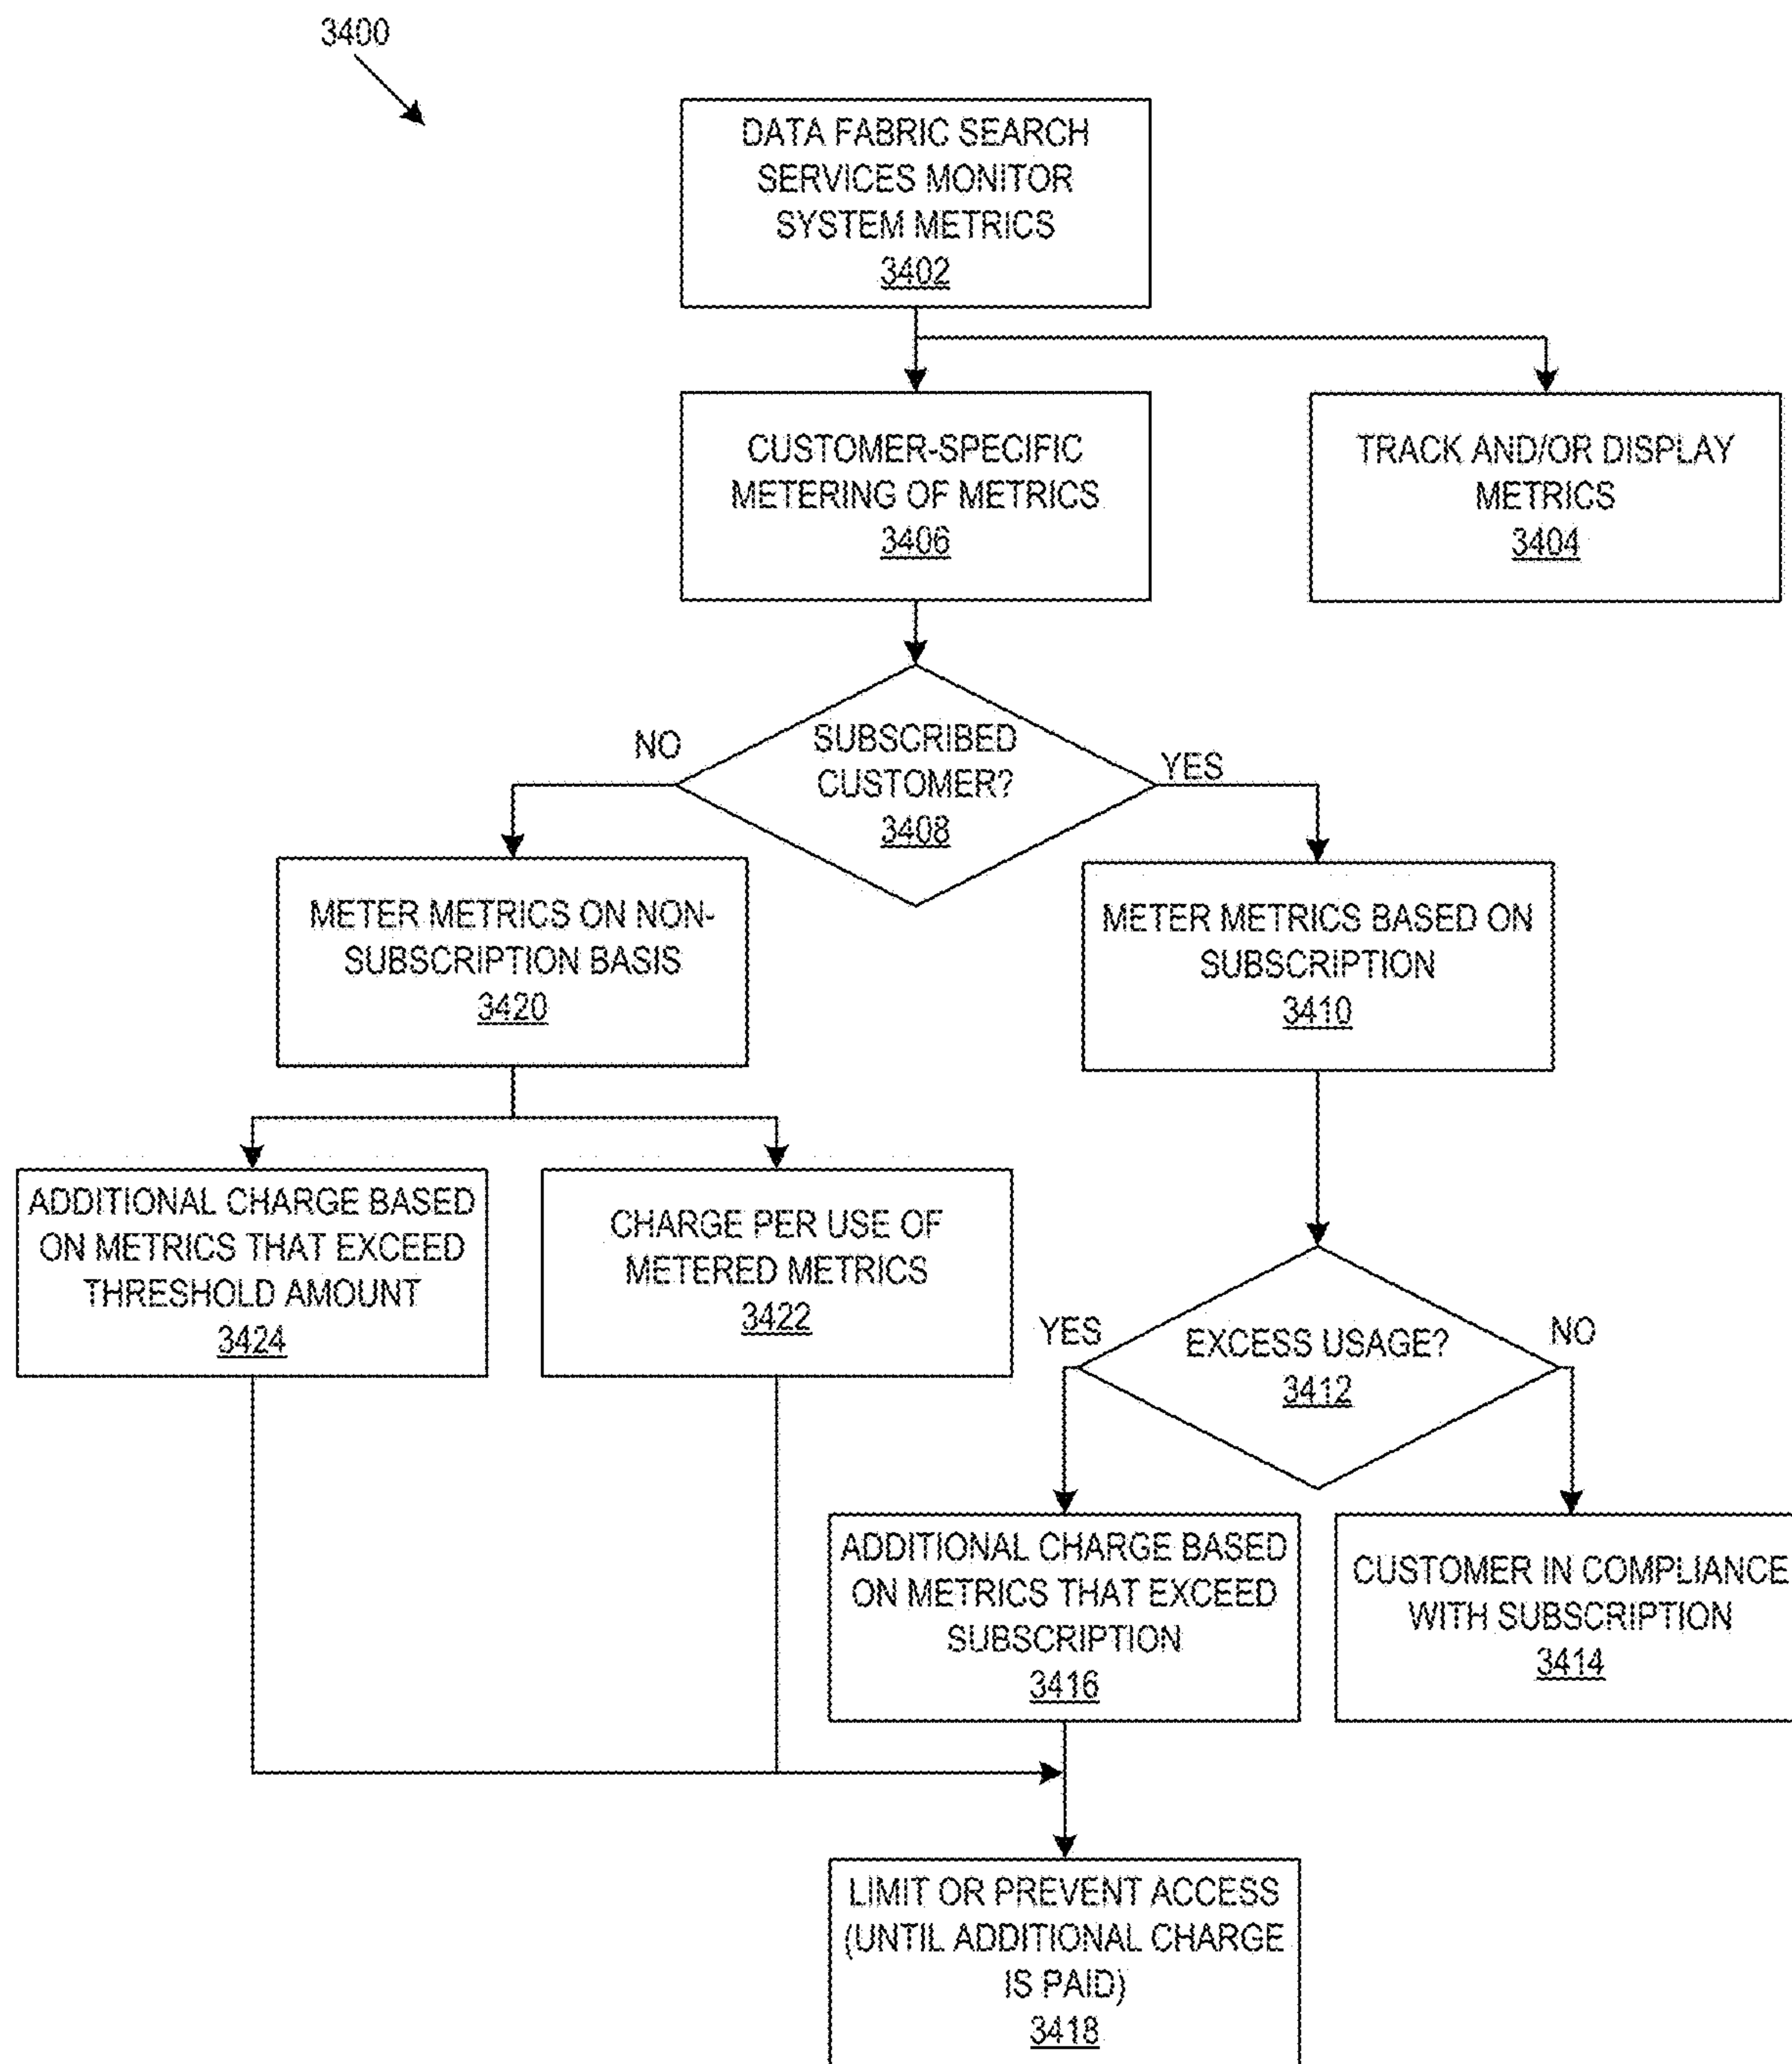 3400
DATA FABRIC SEARCH
SERVICES MONITOR
SYSTEM METRICS
3402
CUSTOMER-SPECIFIC
METERING OF METRICS
3406
TRACK AND/OR DISPLAY
METRICS
3404
SUBSCRIBED
CUSTOMER?
3408
NO
YES
METER METRICS ON NON-
SUBSCRIPTION BASIS
3420
METER METRICS BASED ON
SUBSCRIPTION
3410
ADDITIONAL CHARGE BASED
ON METRICS THAT EXCEED
THRESHOLD AMOUNT
3424
CHARGE PER USE OF
METERED METRICS
3422
YES
EXCESS USAGE?
3412
NO
ADDITIONAL CHARGE BASED
ON METRICS THAT EXCEED
SUBSCRIPTION
3416
CUSTOMER IN COMPLIANCE
WITH SUBSCRIPTION
3414
LIMIT OR PREVENT ACCESS
(UNTIL ADDITIONAL CHARGE
IS PAID)
3418